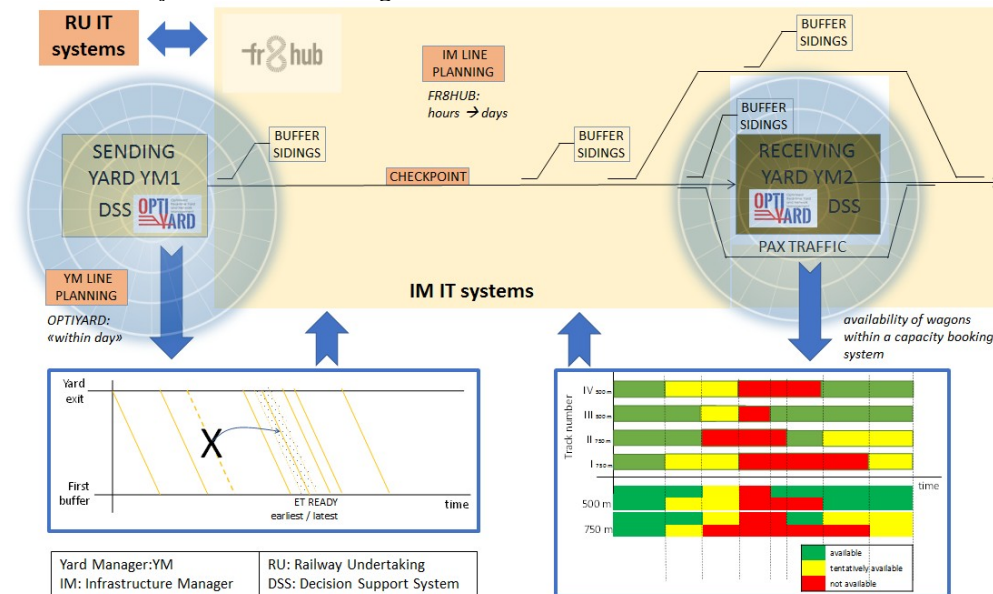 RU IT
systems
fr8hub
IM LINE
PLANNING
FR8HUB:
hours → days
BUFFER
SIDINGS
BUFFER
SIDINGS
BUFFER
SIDINGS
BUFFER
SIDINGS
SENDING
YARD YM1
DSS
OPTI
YARD
CHECKPOINT
RECEIVING
YARD YM2
OPTI
YARD
DSS
PAX TRAFFIC
YM LINE
PLANNING
OPTIYARD:
«within day»
IM IT systems
availability of wagons
within a capacity booking
system
Yard
exit
X
First
buffer
time
ET READY
earliest / latest
Track number
IV 500 m
III 500 m
II 750 m
I 750 m
time
500 m
750 m
available
tentatively available
not available
Yard Manager:YM
IM: Infrastructure Manager
RU: Railway Undertaking
DSS: Decision Support System